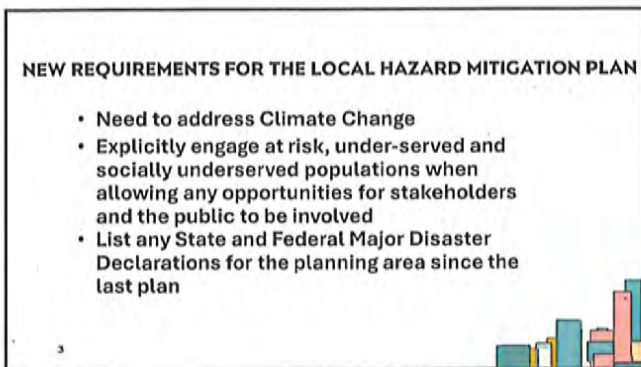 NEW REQUIREMENTS FOR THE LOCAL HAZARD MITIGATION PLAN
• Need to address Climate Change
• Explicitly engage at risk, under-served and
socially underserved populations when
allowing any opportunities for stakeholders
and the public to be involved
• List any State and Federal Major Disaster
Declarations for the planning area since the
last plan
3